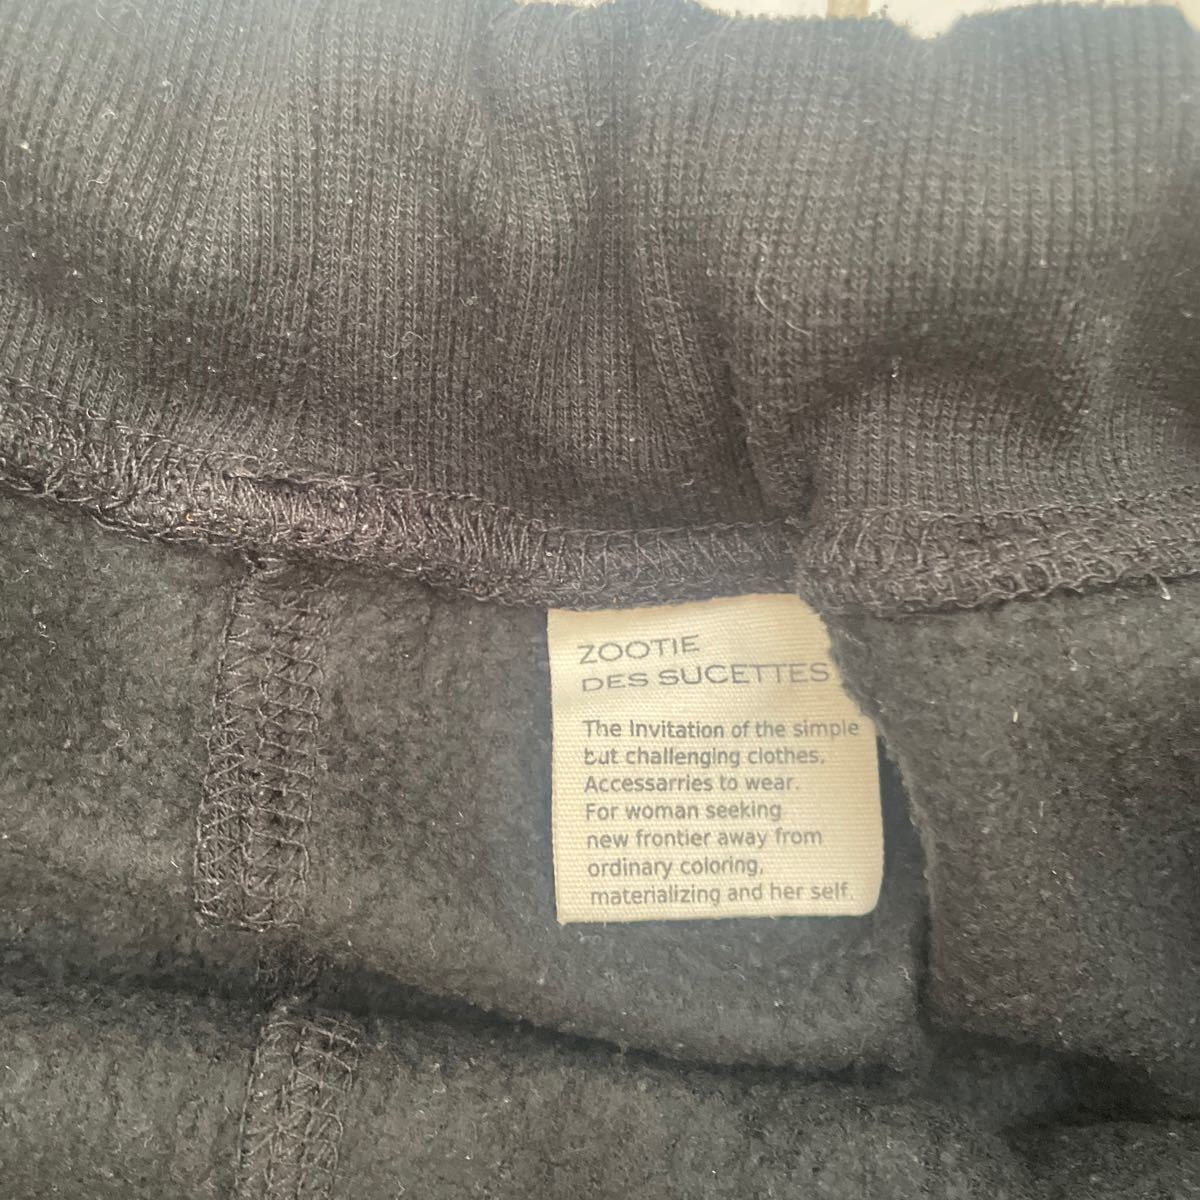 ZOOTIE
DES SUCETTES
The Invitation of the simple
but challenging clothes,
Accessarries to wear.
For woman seeking
new frontier away from
ordinary coloring,
materializing and her self.